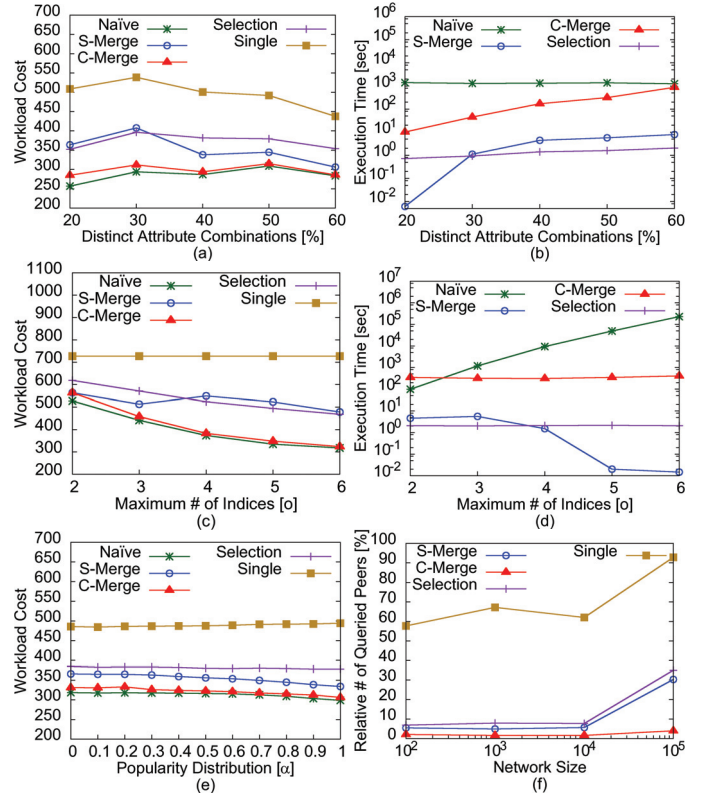 Naïve
S-Merge
C-Merge
Selection
Single
Workload Cost
700
650
600
550
500
450
400
350
300
250
200
20 30 40 50 60
Distinct Attribute Combinations [%]
(a)
Naïve
S-Merge
C-Merge
Selection
Execution Time [sec]
10^6
10^5
10^4
10^3
10^2
10^1
10^0
10^-1
10^-2
20 30 40 50 60
Distinct Attribute Combinations [%]
(b)
Naïve
S-Merge
C-Merge
Selection
Single
Workload Cost
1100
1000
900
800
700
600
500
400
300
200
2 3 4 5 6
Maximum # of Indices [o]
(c)
Naïve
S-Merge
C-Merge
Selection
Execution Time [sec]
10^7
10^6
10^5
10^4
10^3
10^2
10^1
10^0
10^-1
10^-2
2 3 4 5 6
Maximum # of Indices [o]
(d)
Naïve
S-Merge
C-Merge
Selection
Single
Workload Cost
700
650
600
550
500
450
400
350
300
250
200
0 0.1 0.2 0.3 0.4 0.5 0.6 0.7 0.8 0.9 1
Popularity Distribution [α]
(e)
S-Merge
C-Merge
Selection
Single
Relative # of Queried Peers [%]
100
90
80
70
60
50
40
30
20
10
0
10^2 10^3 10^4 10^5
Network Size
(f)